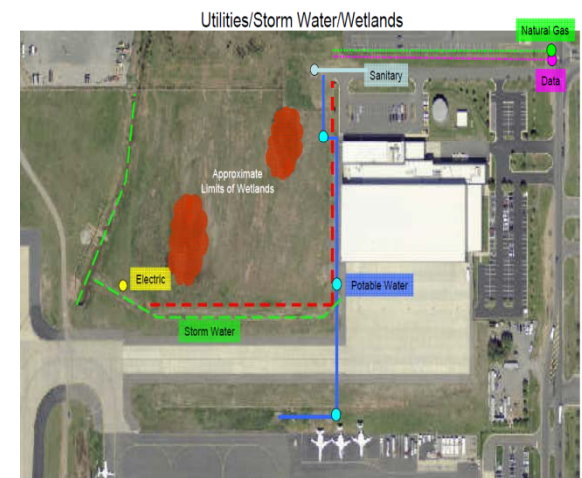 Utilities/Storm Water/Wetlands
Natural Gas
Sanitary
Data
Approximate
Limits of Wetlands
Electric
Potable Water
Storm Water